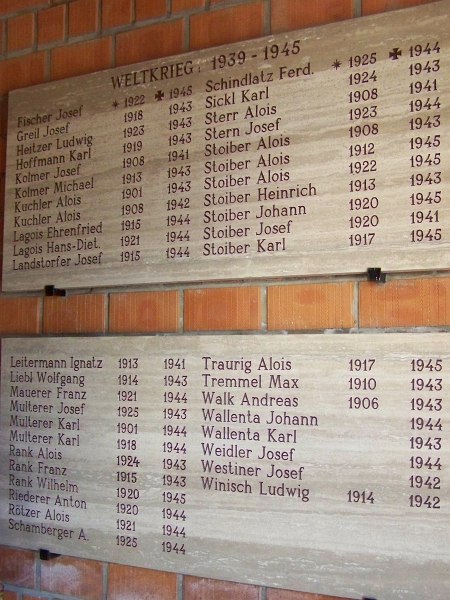 WELTKRIEG: 1939 - 1945
Fischer Josef * 1922 ✠ 1945
Greil Josef 1918 1943
Heitzer Ludwig 1923 1943
Hoffmann Karl 1919 1943
Kolmer Josef 1908 1941
Kolmer Michael 1913 1943
Kuchler Alois 1901 1943
Kuchler Alois 1908 1942
Lagois Ehrenfried 1915 1944
Lagois Hans-Diet. 1921 1944
Landstorfer Josef 1915 1944
Schindlatz Ferd. * 1925 ✠ 1944
Sickl Karl 1924 1943
Sterr Alois 1908 1941
Stern Josef 1923 1944
Stoiber Alois 1908 1943
Stoiber Alois 1912 1945
Stoiber Alois 1922 1945
Stoiber Heinrich 1913 1943
Stoiber Johann 1920 1945
Stoiber Josef 1920 1941
Stoiber Karl 1917 1945
Leitermann Ignatz 1913 1941
Liebl Wolfgang 1914 1943
Mauerer Franz 1921 1944
Multerer Josef 1925 1943
Multerer Karl 1901 1944
Multerer Karl 1918 1944
Rank Alois 1924 1943
Rank Franz 1915 1943
Rank Wilhelm 1920 1945
Riederer Anton 1920 1944
Rötzer Alois 1921 1944
Schamberger A. 1925 1944
Traurig Alois 1917 1945
Tremmel Max 1910 1943
Walk Andreas 1906 1943
Wallenta Johann 1944
Wallenta Karl 1943
Weidler Josef 1944
Westiner Josef 1942
Winisch Ludwig 1914 1942